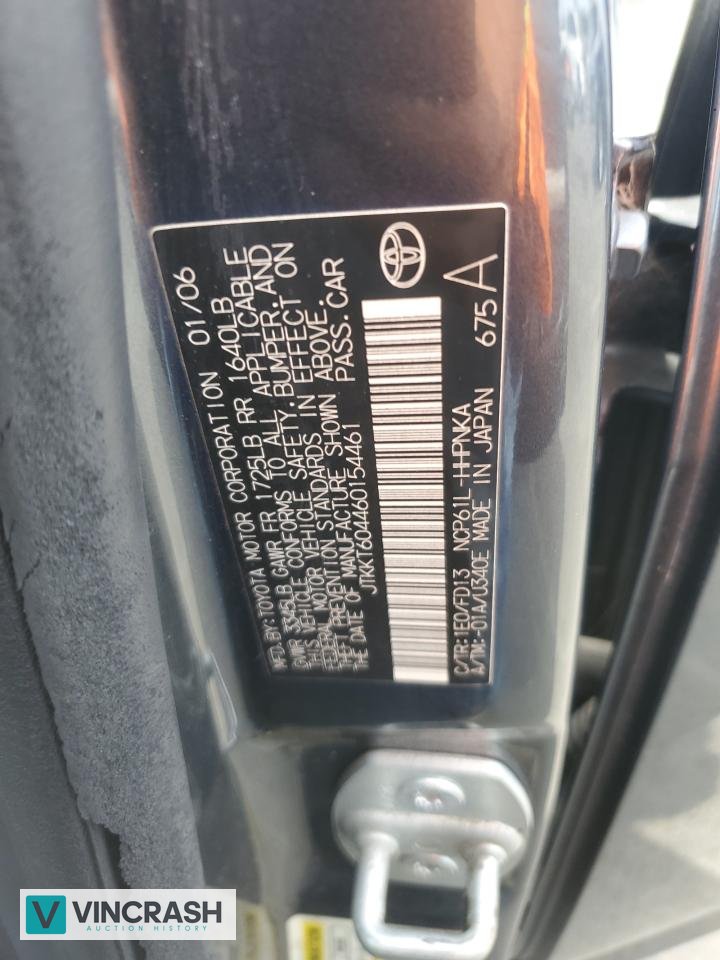 MFD. BY: TOYOTA MOTOR CORPORATION 01/06
GVWR 3345LB GAWR FR 1725LB RR 1640LB
THIS VEHICLE CONFORMS TO ALL APPLICABLE
FEDERAL MOTOR VEHICLE SAFETY, BUMPER, AND
THEFT PREVENTION STANDARDS IN EFFECT ON
THE DATE OF MANUFACTURE SHOWN ABOVE.
JTKKT604460154461 PASS. CAR
C/TR: 1E0/FD13 NCP61L-HHPNKA 675 A
A/TM: -01A/U340E MADE IN JAPAN
VINCRASH
AUCTION HISTORY